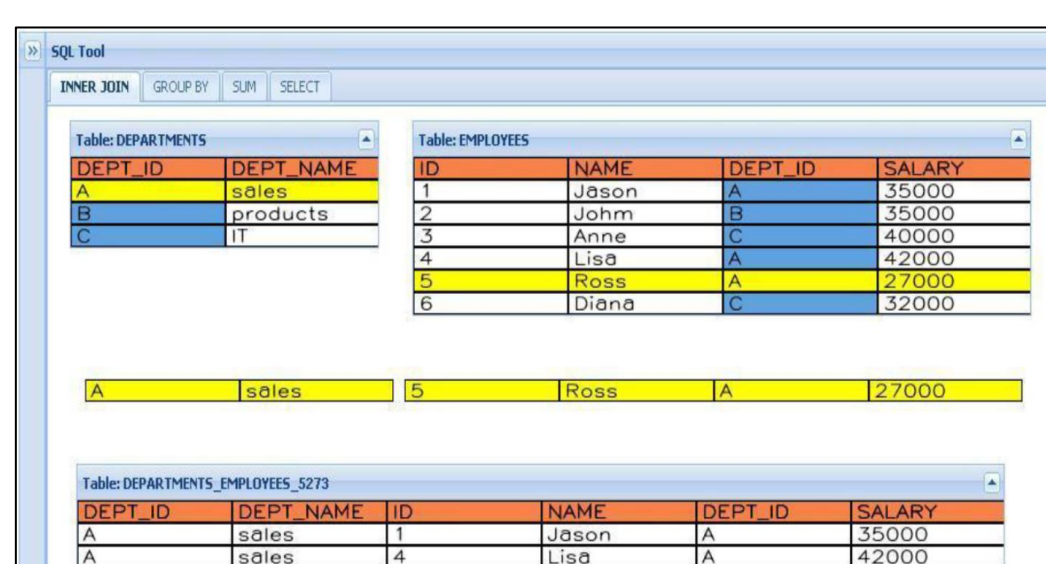 » SQL Tool
INNER JOIN GROUP BY SUM SELECT
Table: DEPARTMENTS
DEPT_ID DEPT_NAME
A sales
B products
C IT
Table: EMPLOYEES
ID NAME DEPT_ID SALARY
1 Jason A 35000
2 Johm B 35000
3 Anne C 40000
4 Lisa A 42000
5 Ross A 27000
6 Diana C 32000
A sales 5 Ross A 27000
Table: DEPARTMENTS_EMPLOYEES_5273
DEPT_ID DEPT_NAME ID NAME DEPT_ID SALARY
A sales 1 Jason A 35000
A sales 4 Lisa A 42000